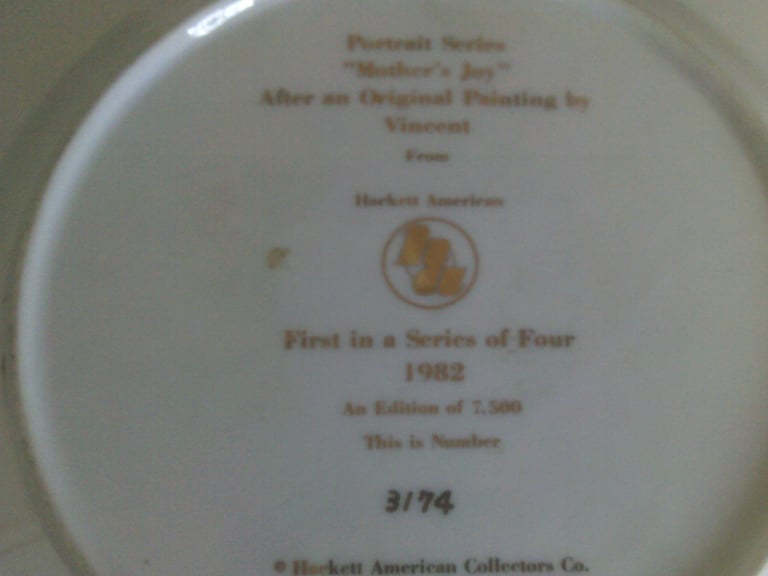 Portrait Series
"Mother's Joy"
After an Original Painting by
Vincent
From
Hackett American
First in a Series of Four
1982
An Edition of 7.500
This is Number
3174
© Hackett American Collectors Co.